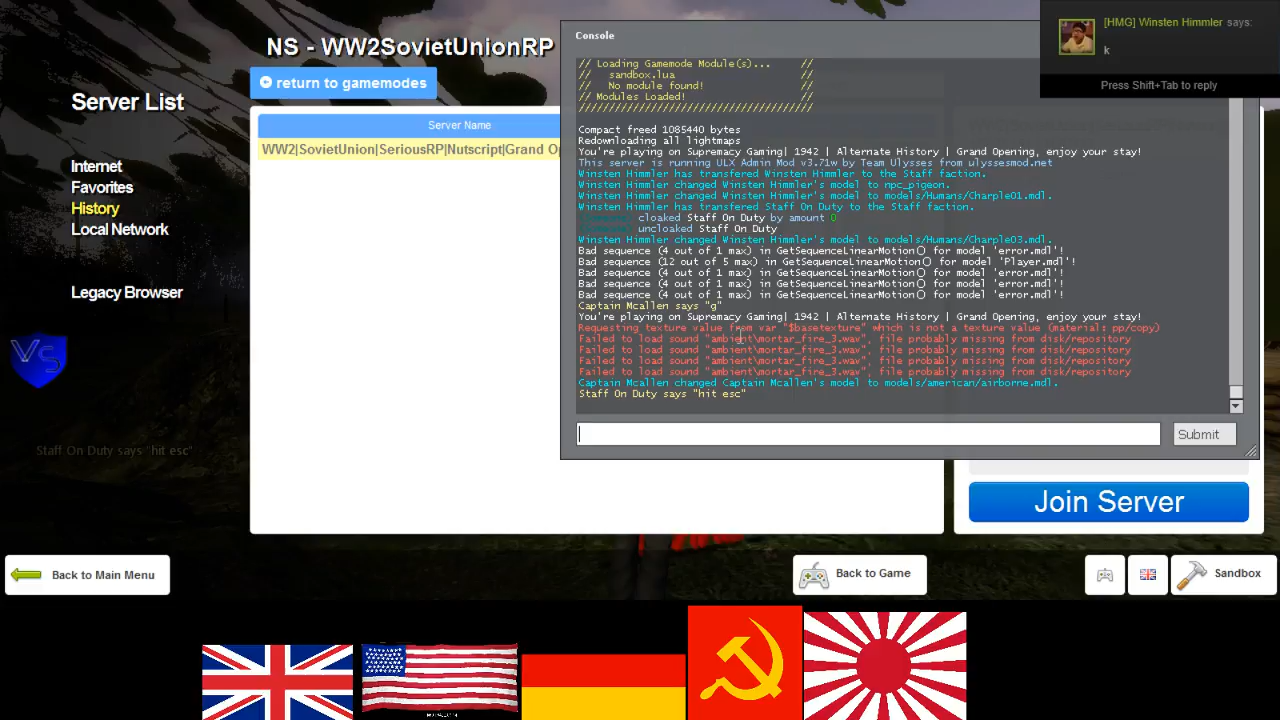 NS - WW2SovietUnionRP
return to gamemodes
Server List
Internet
Favorites
History
Local Network
Legacy Browser
Server Name
WW2|SovietUnion|SeriousRP|Nutscript|Grand Op
Staff On Duty says "hit esc"
Console
// Loading Gamemode Module(s)... //
// sandbox.lua //
// No module found! //
// Modules Loaded! //
///////////////////////////////////////
Compact freed 1085440 bytes
Redownloading all lightmaps
You're playing on Supremacy Gaming| 1942 | Alternate History | Grand Opening, enjoy your stay!
This server is running ULX Admin Mod v3.71w by Team Ulysses from ulyssesmod.net
Winsten Himmler has transfered Winsten Himmler to the Staff faction.
Winsten Himmler changed Winsten Himmler's model to npc_pigeon.
Winsten Himmler changed Winsten Himmler's model to models/Humans/Charple01.mdl.
Winsten Himmler has transfered Staff On Duty to the Staff faction.
cloaked Staff On Duty by amount 0
uncloaked Staff On Duty
Winsten Himmler changed Winsten Himmler's model to models/Humans/Charple03.mdl.
Bad sequence (4 out of 1 max) in GetSequenceLinearMotion() for model 'error.mdl'!
Bad sequence (12 out of 5 max) in GetSequenceLinearMotion() for model 'Player.mdl'!
Bad sequence (4 out of 1 max) in GetSequenceLinearMotion() for model 'error.mdl'!
Bad sequence (4 out of 1 max) in GetSequenceLinearMotion() for model 'error.mdl'!
Bad sequence (4 out of 1 max) in GetSequenceLinearMotion() for model 'error.mdl'!
Captain Mcallen says "g"
You're playing on Supremacy Gaming| 1942 | Alternate History | Grand Opening, enjoy your stay!
Requesting texture value from var "$basetexture" which is not a texture value (material: pp/copy)
Failed to load sound "ambient\mortar_fire_3.wav", file probably missing from disk/repository
Failed to load sound "ambient\mortar_fire_3.wav", file probably missing from disk/repository
Failed to load sound "ambient\mortar_fire_3.wav", file probably missing from disk/repository
Failed to load sound "ambient\mortar_fire_3.wav", file probably missing from disk/repository
Captain Mcallen changed Captain Mcallen's model to models/american/airborne.mdl.
Staff On Duty says "hit esc"
Submit
[HMG] Winsten Himmler says:
k
Press Shift+Tab to reply
Join Server
Back to Main Menu
Back to Game
Sandbox